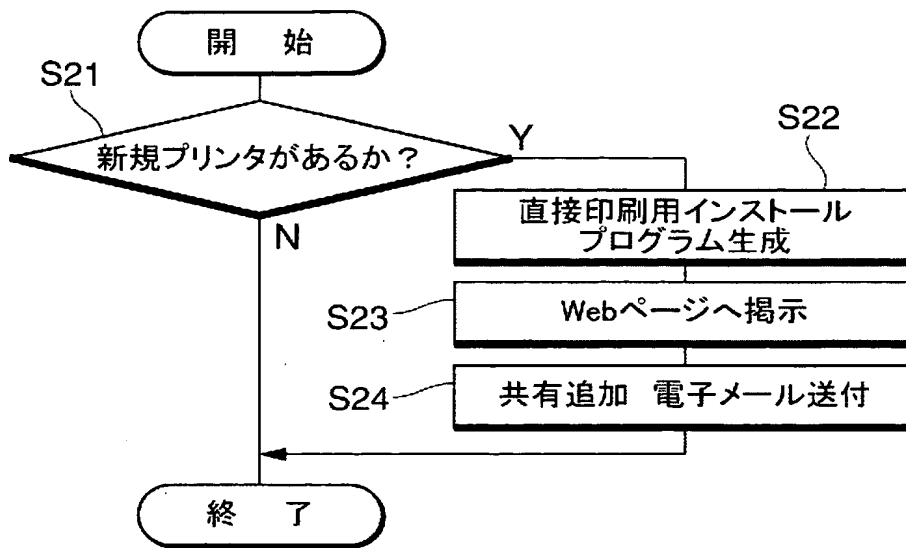 開　始
S21
新規プリンタがあるか？
Y
N
S22
直接印刷用インストール
プログラム生成
S23
Webページへ掲示
S24
共有追加　電子メール送付
終　了